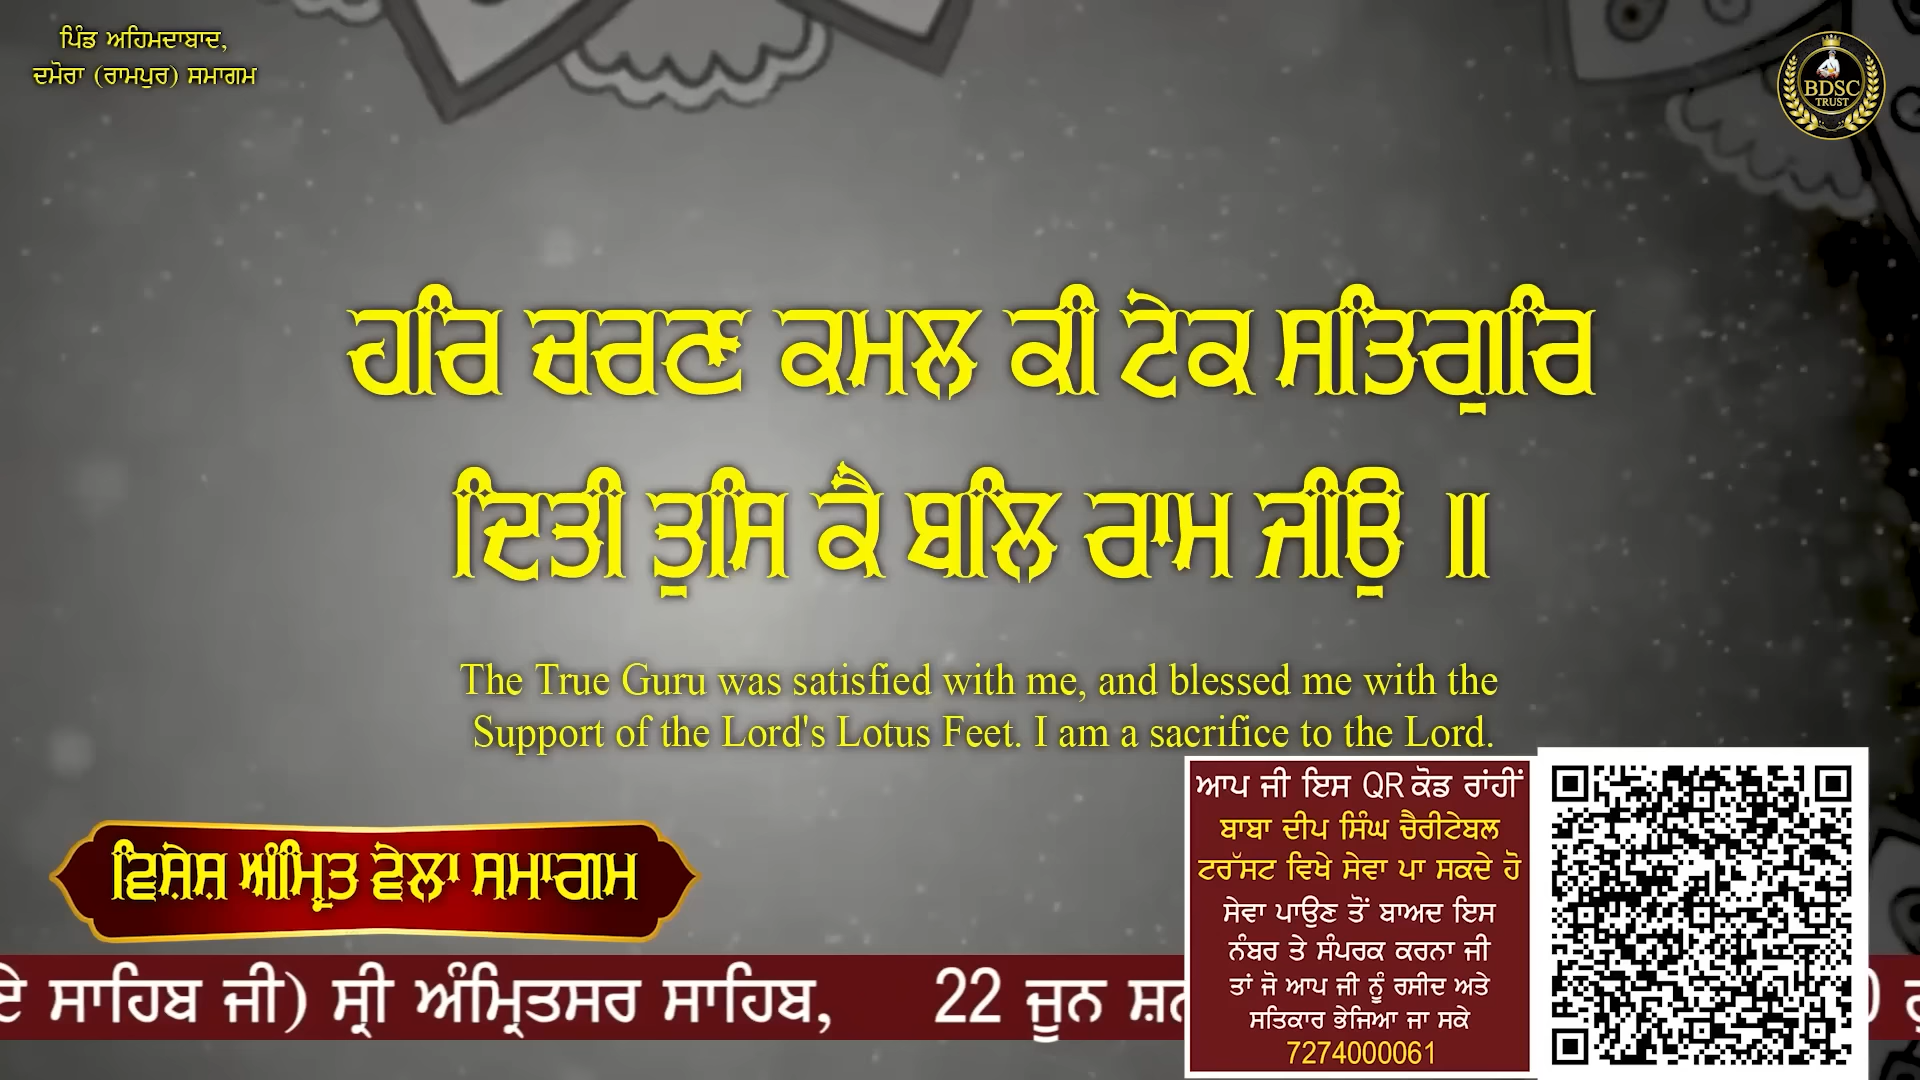 ਪਿੰਡ ਅਹਿਮਦਾਬਾਦ,
ਦਮੋਰਾ (ਰਾਮਪੁਰ) ਸਮਾਗਮ
BDSC
TRUST
ਹਰਿ ਚਰਣ ਕਮਲ ਕੀ ਟੇਕ ਸਤਿਗੁਰਿ
ਦਿਤੀ ਤੁਸਿ ਕੈ ਬਲਿ ਰਾਮ ਜੀਉ ॥
The True Guru was satisfied with me, and blessed me with the
Support of the Lord's Lotus Feet. I am a sacrifice to the Lord.
ਵਿਸ਼ੇਸ਼ ਅੰਮ੍ਰਿਤ ਵੇਲਾ ਸਮਾਗਮ
ਸਾਹਿਬ ਜੀ) ਸ੍ਰੀ ਅੰਮ੍ਰਿਤਸਰ ਸਾਹਿਬ, 22 ਜੂਨ
ਆਪ ਜੀ ਇਸ QR ਕੋਡ ਰਾਂਹੀਂ
ਬਾਬਾ ਦੀਪ ਸਿੰਘ ਚੈਰੀਟੇਬਲ
ਟਰੱਸਟ ਵਿਖੇ ਸੇਵਾ ਪਾ ਸਕਦੇ ਹੋ
ਸੇਵਾ ਪਾਉਣ ਤੋਂ ਬਾਅਦ ਇਸ
ਨੰਬਰ ਤੇ ਸੰਪਰਕ ਕਰਨਾ ਜੀ
ਤਾਂ ਜੋ ਆਪ ਜੀ ਨੂੰ ਰਸੀਦ ਅਤੇ
ਸਤਿਕਾਰ ਭੇਜਿਆ ਜਾ ਸਕੇ
7274000061